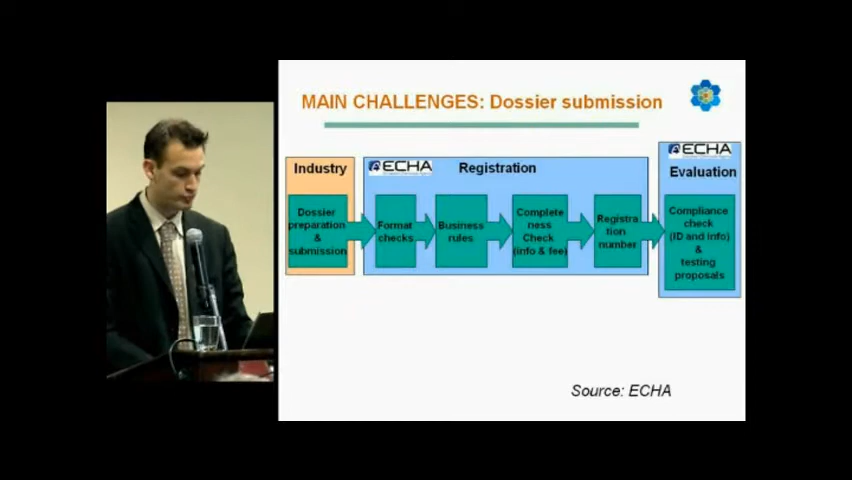 MAIN CHALLENGES: Dossier submission
Industry
Dossier
preparation
&
submission
ECHA
Registration
Format
checks
Business
rules
Complete
ness
Check
(info & fee)
Registra
tion
number
ECHA
Evaluation
Compliance
check
(ID and info)
&
testing
proposals
Source: ECHA